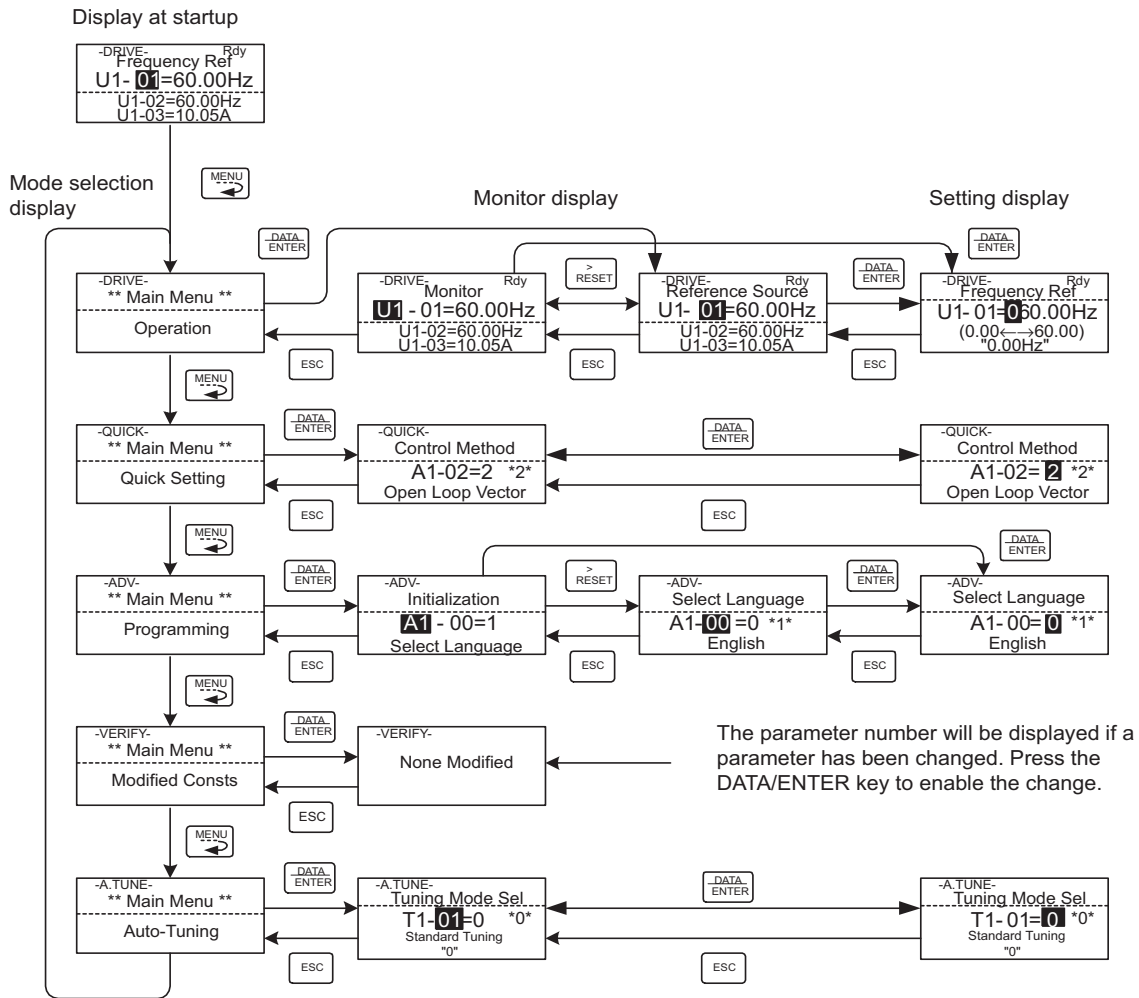 Display at startup
-DRIVE- Rdy
Frequency Ref
U1- 01=60.00Hz
U1-02=60.00Hz
U1-03=10.05A
MENU
Mode selection
display
Monitor display
Setting display
DATA
ENTER
DATA
ENTER
-DRIVE-
** Main Menu **
Operation
-DRIVE- Rdy
Monitor
U1 - 01=60.00Hz
U1-02=60.00Hz
U1-03=10.05A
>
RESET
-DRIVE- Rdy
Reference Source
U1- 01=60.00Hz
U1-02=60.00Hz
U1-03=10.05A
DATA
ENTER
-DRIVE- Rdy
Frequency Ref
U1- 01=060.00Hz
(0.00←→60.00)
"0.00Hz"
ESC
ESC
ESC
MENU
-QUICK-
** Main Menu **
Quick Setting
DATA
ENTER
-QUICK-
Control Method
A1-02=2 *2*
Open Loop Vector
DATA
ENTER
-QUICK-
Control Method
A1-02= 2 *2*
Open Loop Vector
ESC
ESC
MENU
DATA
ENTER
-ADV-
** Main Menu **
Programming
DATA
ENTER
-ADV-
Initialization
A1 - 00=1
Select Language
>
RESET
-ADV-
Select Language
A1-00 =0 *1*
English
DATA
ENTER
-ADV-
Select Language
A1- 00= 0 *1*
English
ESC
ESC
ESC
MENU
-VERIFY-
** Main Menu **
Modified Consts
DATA
ENTER
-VERIFY-
None Modified
The parameter number will be displayed if a
parameter has been changed. Press the
DATA/ENTER key to enable the change.
ESC
MENU
-A.TUNE-
** Main Menu **
Auto-Tuning
DATA
ENTER
-A.TUNE-
Tuning Mode Sel
T1-01=0 *0*
Standard Tuning
"0"
DATA
ENTER
-A.TUNE-
Tuning Mode Sel
T1- 01= 0 *0*
Standard Tuning
"0"
ESC
ESC